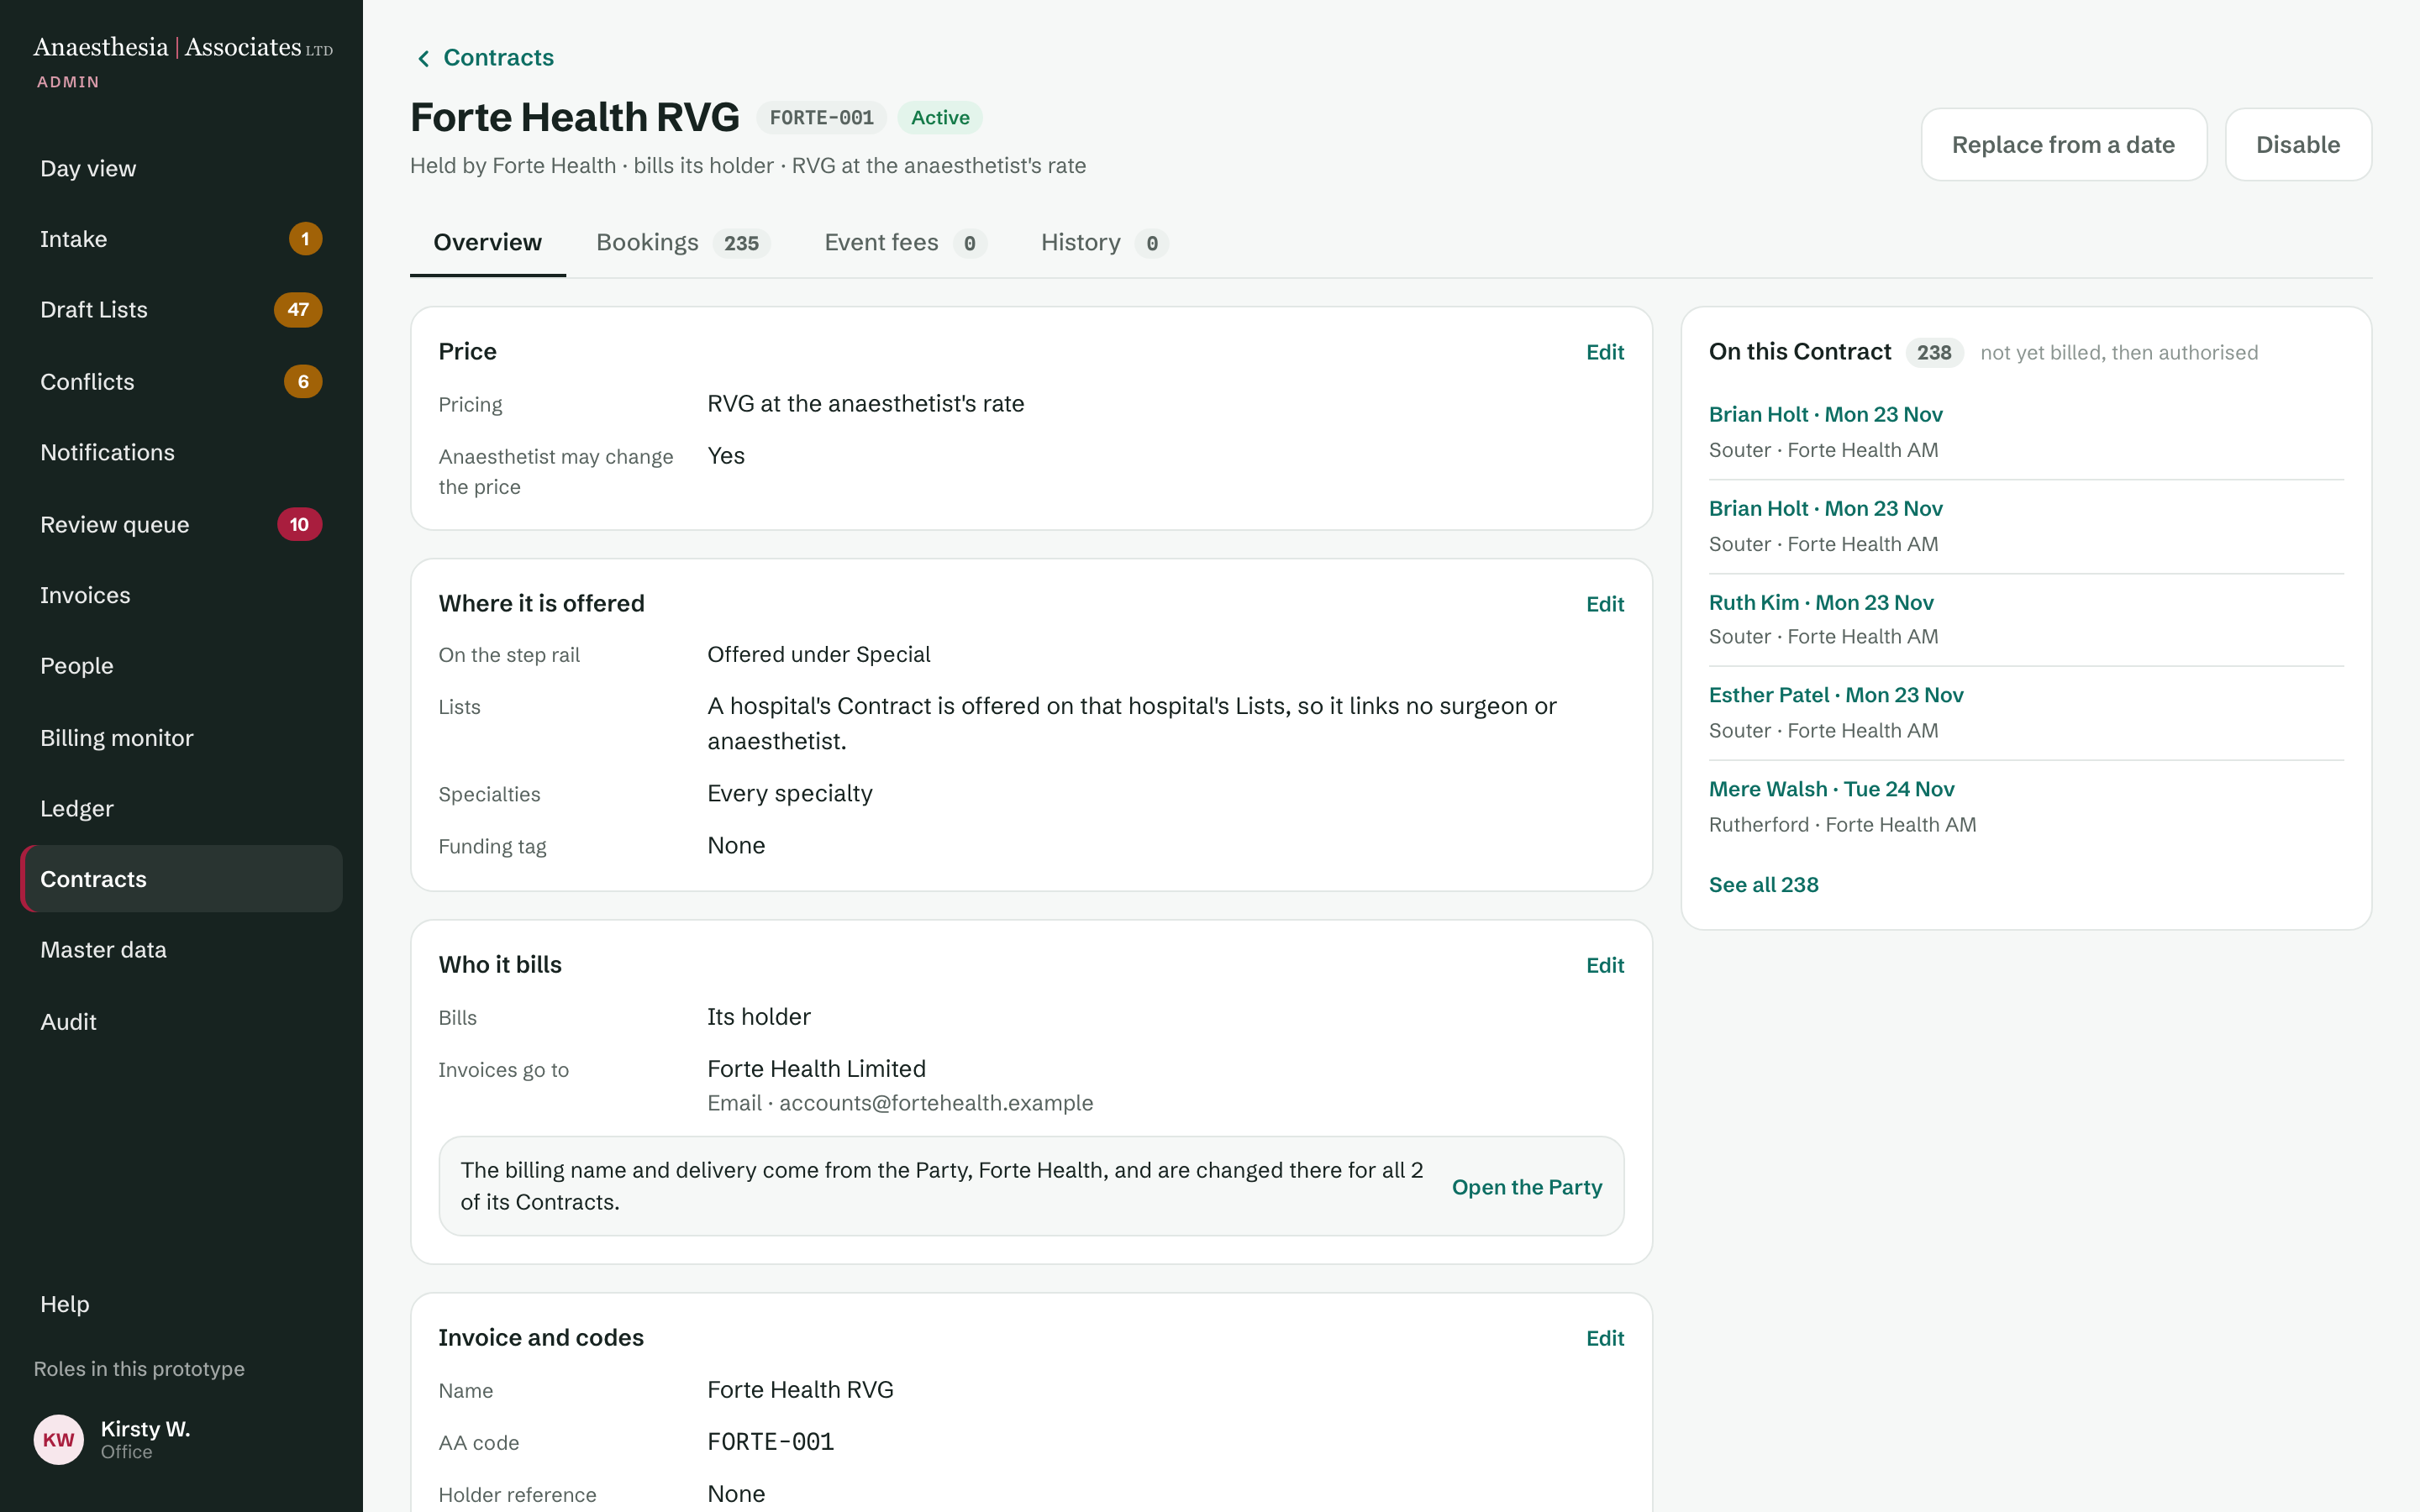 Anaesthesia | Associates LTD
ADMIN
Day view
Intake 1
Draft Lists 47
Conflicts 6
Notifications
Review queue 10
Invoices
People
Billing monitor
Ledger
Contracts
Master data
Audit
Help
Roles in this prototype
KW
Kirsty W.
Office
Contracts
Forte Health RVG FORTE-001 Active
Held by Forte Health · bills its holder · RVG at the anaesthetist's rate
Replace from a date
Disable
Overview Bookings 235 Event fees 0 History 0
Price Edit
Pricing RVG at the anaesthetist's rate
Anaesthetist may change Yes
the price
Where it is offered Edit
On the step rail Offered under Special
Lists A hospital's Contract is offered on that hospital's Lists, so it links no surgeon or
anaesthetist.
Specialties Every specialty
Funding tag None
Who it bills Edit
Bills Its holder
Invoices go to Forte Health Limited
Email · accounts@fortehealth.example
The billing name and delivery come from the Party, Forte Health, and are changed there for all 2
of its Contracts.
Open the Party
Invoice and codes Edit
Name Forte Health RVG
AA code FORTE-001
Holder reference None
On this Contract 238 not yet billed, then authorised
Brian Holt · Mon 23 Nov
Souter · Forte Health AM
Brian Holt · Mon 23 Nov
Souter · Forte Health AM
Ruth Kim · Mon 23 Nov
Souter · Forte Health AM
Esther Patel · Mon 23 Nov
Souter · Forte Health AM
Mere Walsh · Tue 24 Nov
Rutherford · Forte Health AM
See all 238